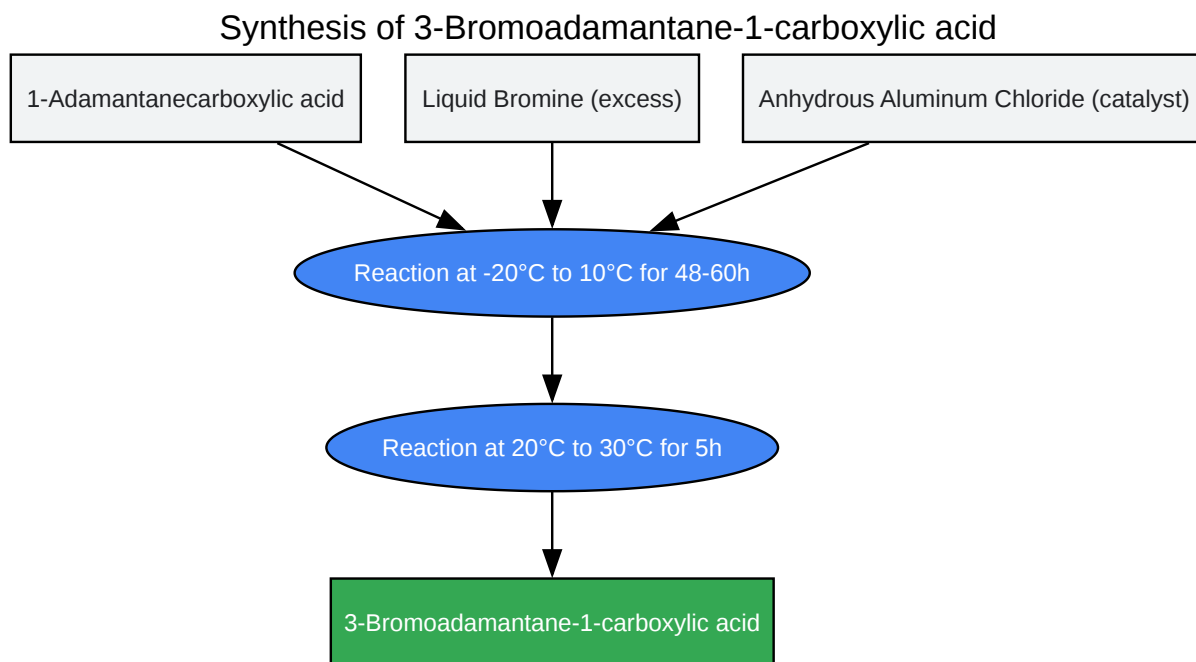 Synthesis of 3-Bromoadamantane-1-carboxylic acid
1-Adamantanecarboxylic acid
Liquid Bromine (excess)
Anhydrous Aluminum Chloride (catalyst)
Reaction at -20°C to 10°C for 48-60h
Reaction at 20°C to 30°C for 5h
3-Bromoadamantane-1-carboxylic acid